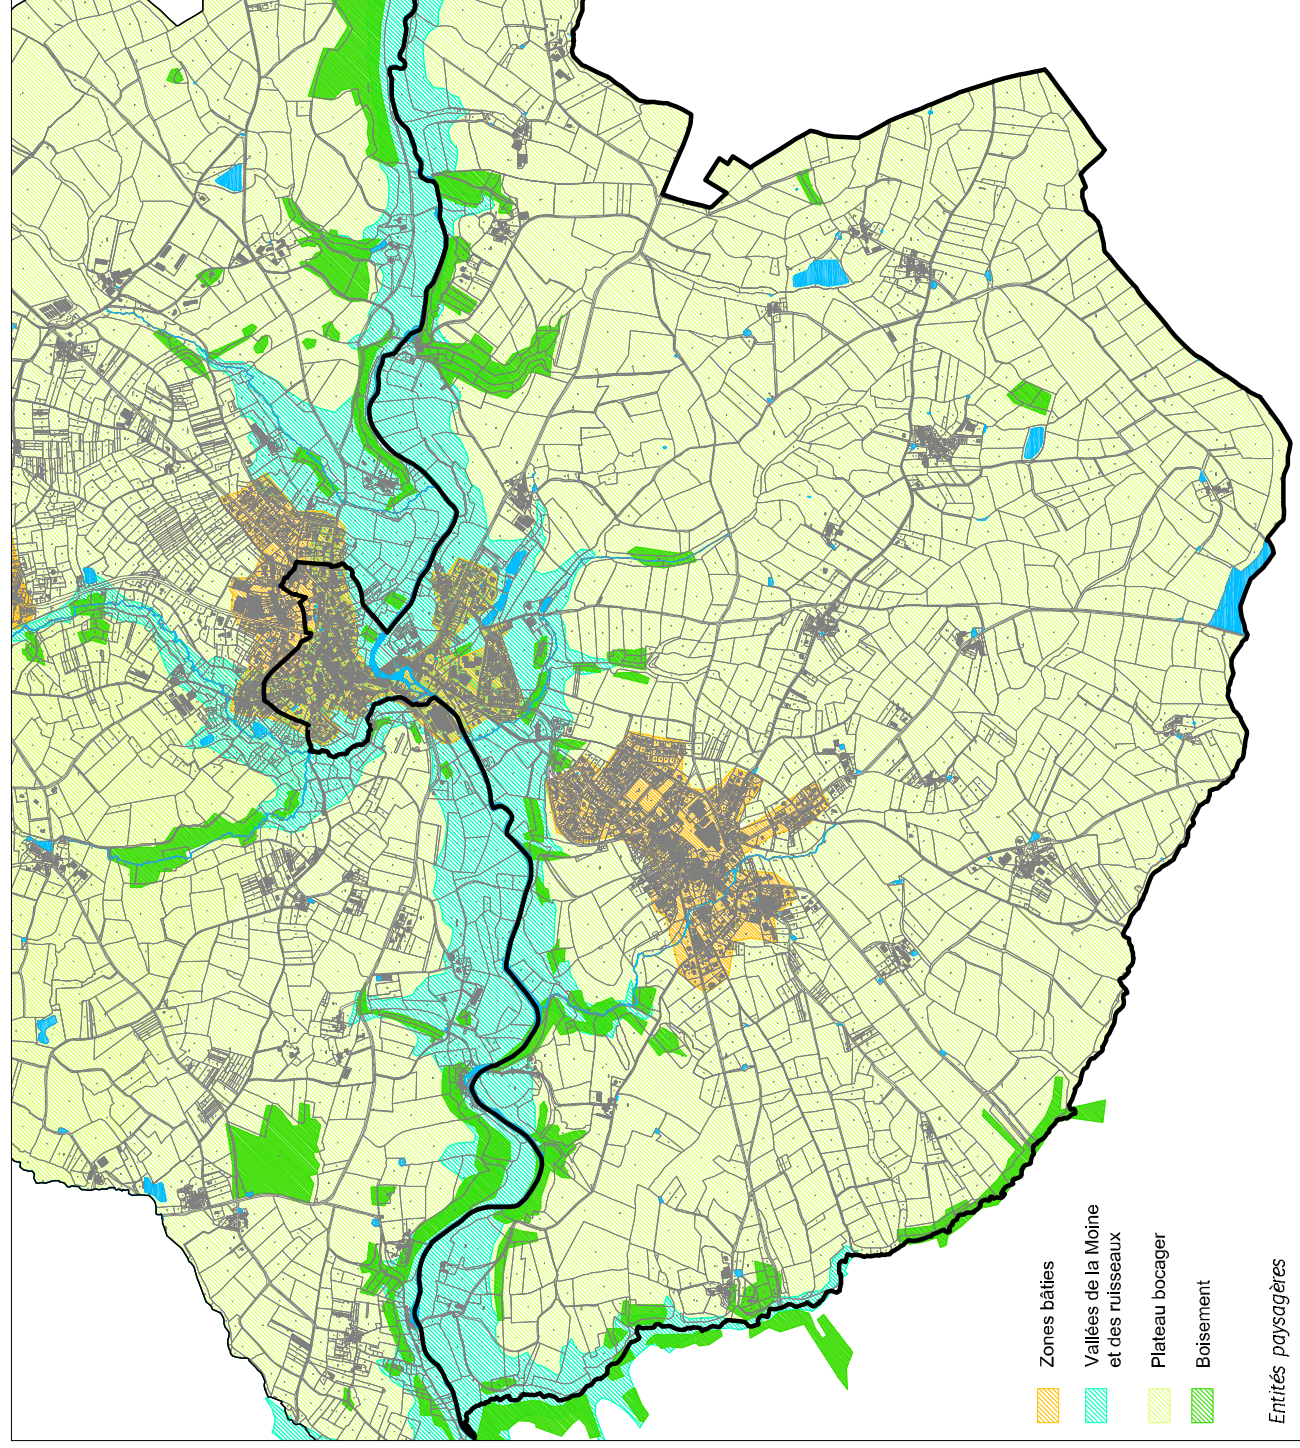 Zones bâties
Vallées de la Moine
et des ruisseaux
Plateau bocager
Boisement
Entités paysagères